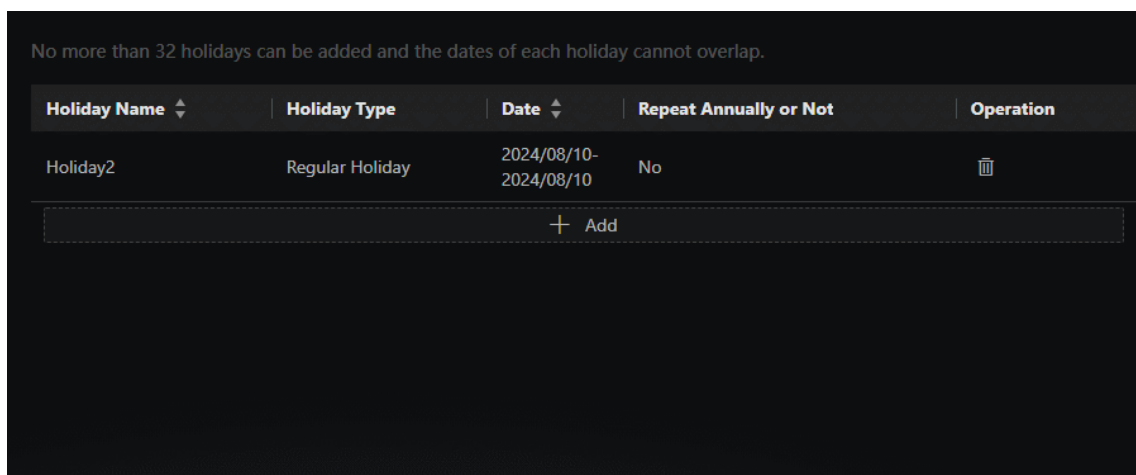 No more than 32 holidays can be added and the dates of each holiday cannot overlap.
Holiday Name Holiday Type Date Repeat Annually or Not Operation
Holiday2 Regular Holiday 2024/08/10-2024/08/10 No
Add